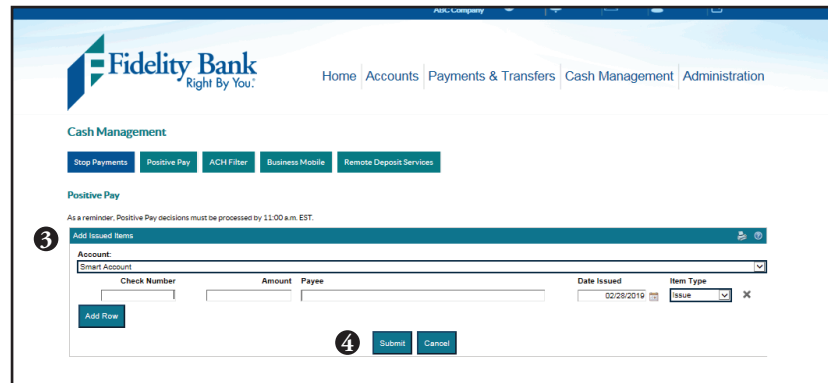 ABC Company
Fidelity Bank
Right By You.®
Home Accounts Payments & Transfers Cash Management Administration
Cash Management
Stop Payments Positive Pay ACH Filter Business Mobile Remote Deposit Services
Positive Pay
As a reminder, Positive Pay decisions must be processed by 11:00 a.m. EST.
3 Add Issued Items
Account:
Smart Account
Check Number Amount Payee Date Issued Item Type
02/28/2019 Issue
Add Row
4 Submit Cancel